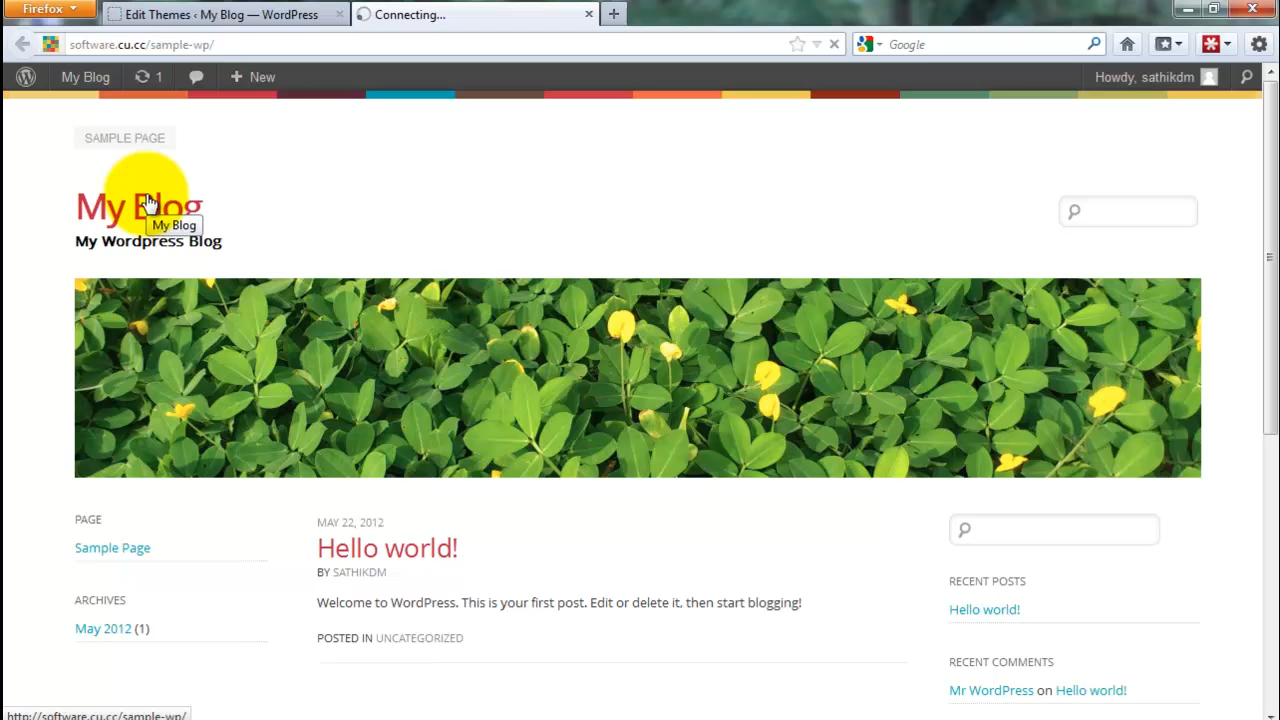 Firefox
Edit Themes ‹ My Blog — WordPress
Connecting...
software.cu.cc/sample-wp/
Google
My Blog
1
New
Howdy, sathikdm
SAMPLE PAGE
My Blog
My Blog
My Wordpress Blog
PAGE
Sample Page
ARCHIVES
May 2012 (1)
MAY 22, 2012
Hello world!
BY SATHIKDM
Welcome to WordPress. This is your first post. Edit or delete it, then start blogging!
POSTED IN UNCATEGORIZED
RECENT POSTS
Hello world!
RECENT COMMENTS
Mr WordPress on Hello world!
http://software.cu.cc/sample-wp/